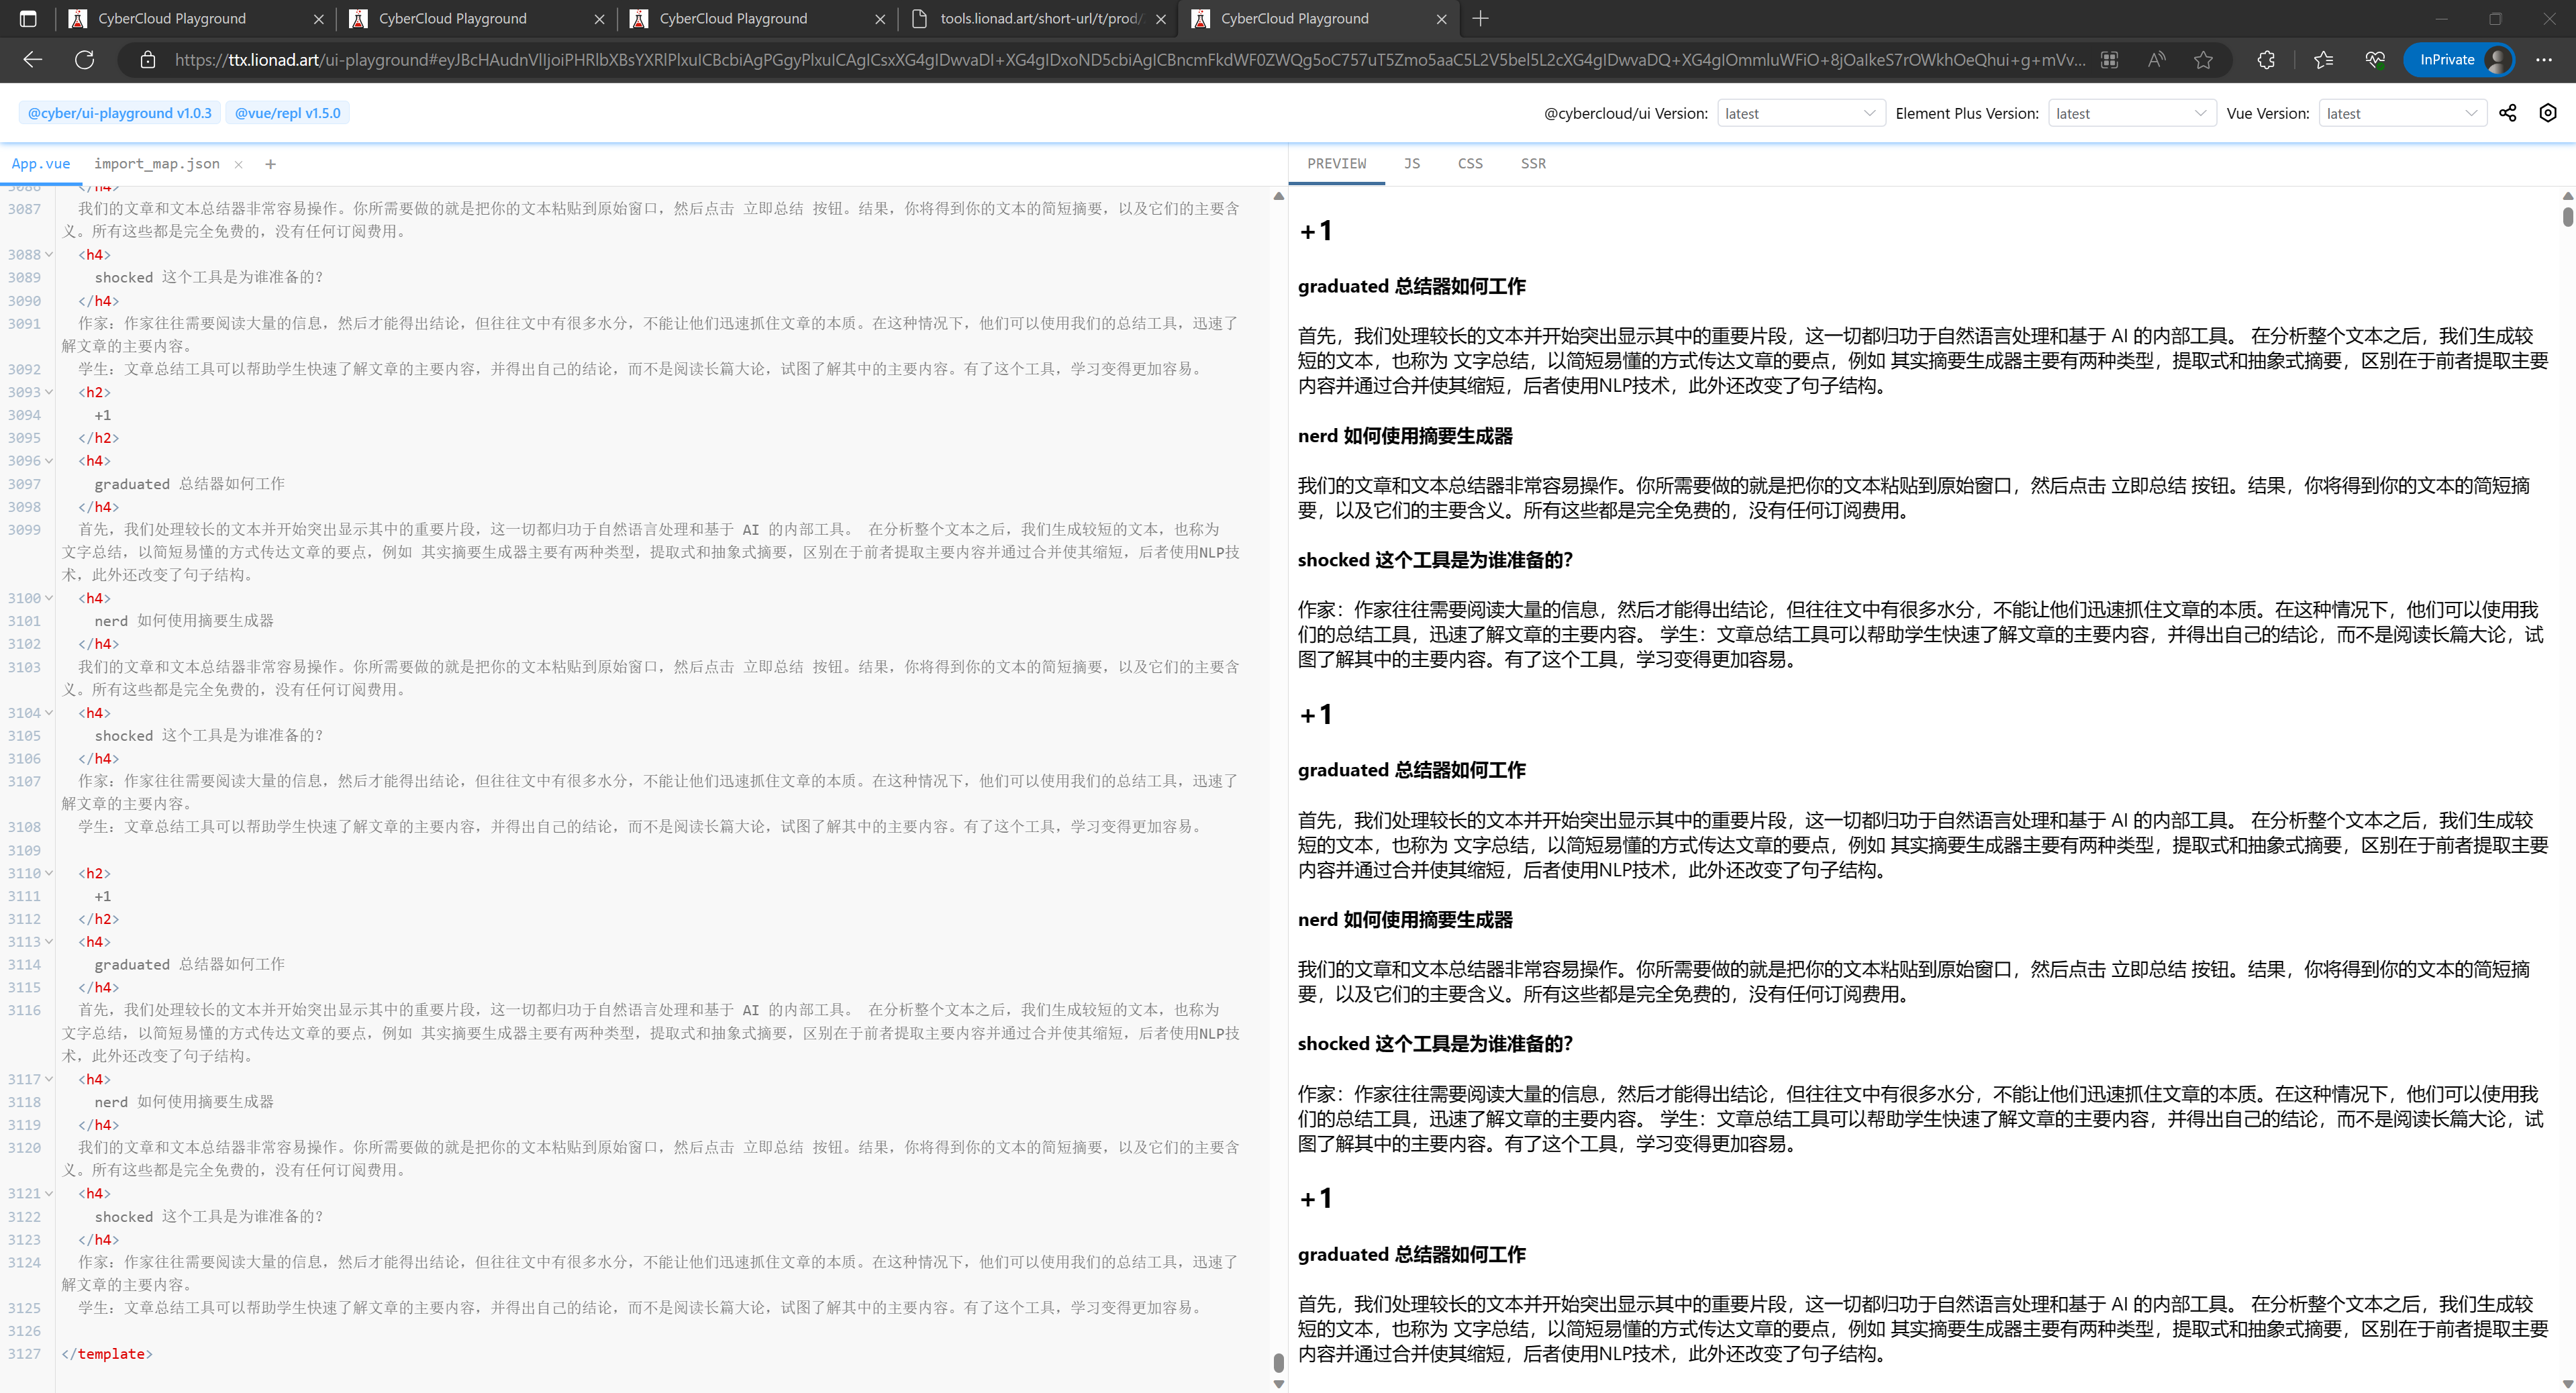 CyberCloud Playground
CyberCloud Playground
CyberCloud Playground
tools.lionad.art/short-url/t/prod/
CyberCloud Playground
InPrivate
@cyber/ui-playground v1.0.3
@vue/repl v1.5.0
@cybercloud/ui Version:
latest
Element Plus Version:
latest
Vue Version:
latest
App.vue
import_map.json
3086 </h4>
3087 我们的文章和文本总结器非常容易操作。你所需要做的就是把你的文本粘贴到原始窗口，然后点击 立即总结 按钮。结果，你将得到你的文本的简短摘要，以及它们的主要含
义。所有这些都是完全免费的，没有任何订阅费用。
3088 <h4>
3089 shocked 这个工具是为谁准备的？
3090 </h4>
3091 作家：作家往往需要阅读大量的信息，然后才能得出结论，但往往文中有很多水分，不能让他们迅速抓住文章的本质。在这种情况下，他们可以使用我们的总结工具，迅速了
解文章的主要内容。
3092 学生：文章总结工具可以帮助学生快速了解文章的主要内容，并得出自己的结论，而不是阅读长篇大论，试图了解其中的主要内容。有了这个工具，学习变得更加容易。
3093 <h2>
3094 +1
3095 </h2>
3096 <h4>
3097 graduated 总结器如何工作
3098 </h4>
3099 首先，我们处理较长的文本并开始突出显示其中的重要片段，这一切都归功于自然语言处理和基于 AI 的内部工具。 在分析整个文本之后，我们生成较短的文本，也称为
文字总结，以简短易懂的方式传达文章的要点，例如 其实摘要生成器主要有两种类型，提取式和抽象式摘要，区别在于前者提取主要内容并通过合并使其缩短，后者使用NLP技
术，此外还改变了句子结构。
3100 <h4>
3101 nerd 如何使用摘要生成器
3102 </h4>
3103 我们的文章和文本总结器非常容易操作。你所需要做的就是把你的文本粘贴到原始窗口，然后点击 立即总结 按钮。结果，你将得到你的文本的简短摘要，以及它们的主要含
义。所有这些都是完全免费的，没有任何订阅费用。
3104 <h4>
3105 shocked 这个工具是为谁准备的？
3106 </h4>
3107 作家：作家往往需要阅读大量的信息，然后才能得出结论，但往往文中有很多水分，不能让他们迅速抓住文章的本质。在这种情况下，他们可以使用我们的总结工具，迅速了
解文章的主要内容。
3108 学生：文章总结工具可以帮助学生快速了解文章的主要内容，并得出自己的结论，而不是阅读长篇大论，试图了解其中的主要内容。有了这个工具，学习变得更加容易。
3109
3110 <h2>
3111 +1
3112 </h2>
3113 <h4>
3114 graduated 总结器如何工作
3115 </h4>
3116 首先，我们处理较长的文本并开始突出显示其中的重要片段，这一切都归功于自然语言处理和基于 AI 的内部工具。 在分析整个文本之后，我们生成较短的文本，也称为
文字总结，以简短易懂的方式传达文章的要点，例如 其实摘要生成器主要有两种类型，提取式和抽象式摘要，区别在于前者提取主要内容并通过合并使其缩短，后者使用NLP技
术，此外还改变了句子结构。
3117 <h4>
3118 nerd 如何使用摘要生成器
3119 </h4>
3120 我们的文章和文本总结器非常容易操作。你所需要做的就是把你的文本粘贴到原始窗口，然后点击 立即总结 按钮。结果，你将得到你的文本的简短摘要，以及它们的主要含
义。所有这些都是完全免费的，没有任何订阅费用。
3121 <h4>
3122 shocked 这个工具是为谁准备的？
3123 </h4>
3124 作家：作家往往需要阅读大量的信息，然后才能得出结论，但往往文中有很多水分，不能让他们迅速抓住文章的本质。在这种情况下，他们可以使用我们的总结工具，迅速了
解文章的主要内容。
3125 学生：文章总结工具可以帮助学生快速了解文章的主要内容，并得出自己的结论，而不是阅读长篇大论，试图了解其中的主要内容。有了这个工具，学习变得更加容易。
3126
3127 </template>
PREVIEW
JS
CSS
SSR
+1
graduated 总结器如何工作
首先，我们处理较长的文本并开始突出显示其中的重要片段，这一切都归功于自然语言处理和基于 AI 的内部工具。 在分析整个文本之后，我们生成较
短的文本，也称为 文字总结，以简短易懂的方式传达文章的要点，例如 其实摘要生成器主要有两种类型，提取式和抽象式摘要，区别在于前者提取主要
内容并通过合并使其缩短，后者使用NLP技术，此外还改变了句子结构。
nerd 如何使用摘要生成器
我们的文章和文本总结器非常容易操作。你所需要做的就是把你的文本粘贴到原始窗口，然后点击 立即总结 按钮。结果，你将得到你的文本的简短摘
要，以及它们的主要含义。所有这些都是完全免费的，没有任何订阅费用。
shocked 这个工具是为谁准备的？
作家：作家往往需要阅读大量的信息，然后才能得出结论，但往往文中有很多水分，不能让他们迅速抓住文章的本质。在这种情况下，他们可以使用我
们的总结工具，迅速了解文章的主要内容。 学生：文章总结工具可以帮助学生快速了解文章的主要内容，并得出自己的结论，而不是阅读长篇大论，试
图了解其中的主要内容。有了这个工具，学习变得更加容易。
+1
graduated 总结器如何工作
首先，我们处理较长的文本并开始突出显示其中的重要片段，这一切都归功于自然语言处理和基于 AI 的内部工具。 在分析整个文本之后，我们生成较
短的文本，也称为 文字总结，以简短易懂的方式传达文章的要点，例如 其实摘要生成器主要有两种类型，提取式和抽象式摘要，区别在于前者提取主要
内容并通过合并使其缩短，后者使用NLP技术，此外还改变了句子结构。
nerd 如何使用摘要生成器
我们的文章和文本总结器非常容易操作。你所需要做的就是把你的文本粘贴到原始窗口，然后点击 立即总结 按钮。结果，你将得到你的文本的简短摘
要，以及它们的主要含义。所有这些都是完全免费的，没有任何订阅费用。
shocked 这个工具是为谁准备的？
作家：作家往往需要阅读大量的信息，然后才能得出结论，但往往文中有很多水分，不能让他们迅速抓住文章的本质。在这种情况下，他们可以使用我
们的总结工具，迅速了解文章的主要内容。 学生：文章总结工具可以帮助学生快速了解文章的主要内容，并得出自己的结论，而不是阅读长篇大论，试
图了解其中的主要内容。有了这个工具，学习变得更加容易。
+1
graduated 总结器如何工作
首先，我们处理较长的文本并开始突出显示其中的重要片段，这一切都归功于自然语言处理和基于 AI 的内部工具。 在分析整个文本之后，我们生成较
短的文本，也称为 文字总结，以简短易懂的方式传达文章的要点，例如 其实摘要生成器主要有两种类型，提取式和抽象式摘要，区别在于前者提取主要
内容并通过合并使其缩短，后者使用NLP技术，此外还改变了句子结构。